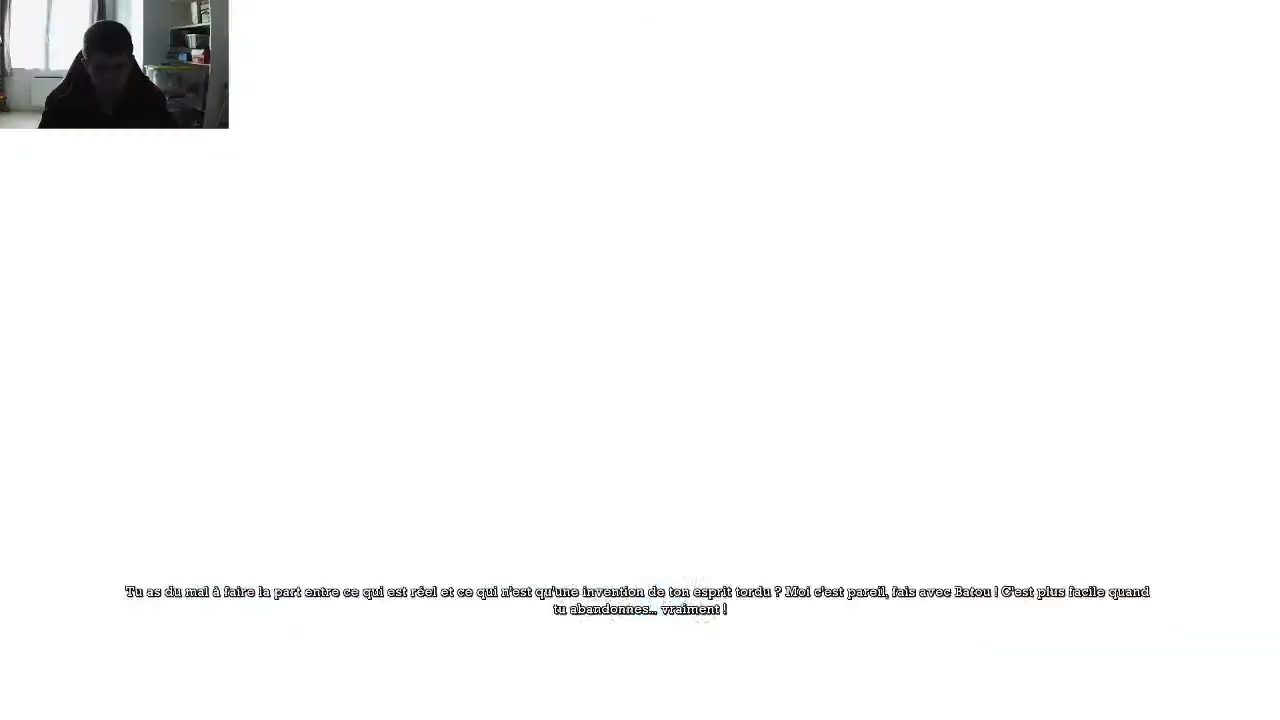 Tu as du mal à faire la part entre ce qui est réel et ce qui n'est qu'une invention de ton esprit tordu ? Moi c'est pareil, fais avec Batou ! C'est plus facile quand
tu abandonnes... vraiment !